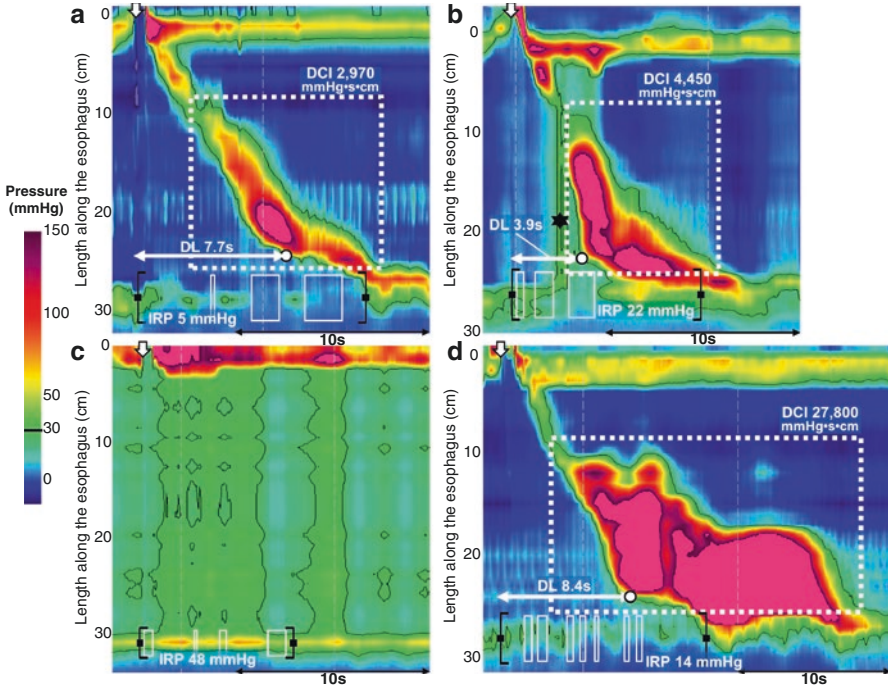 a
b
c
d
Pressure
(mmHg)
150
100
50
30
0
Length along the esophagus (cm)
0
10
20
30
DCI 2,970
mmHg•s•cm
DL 7.7s
IRP 5 mmHg
10s
Length along the esophagus (cm)
0
10
20
30
DCI 4,450
mmHg•s•cm
DL 3.9s
IRP 22 mmHg
10s
Length along the esophagus (cm)
0
10
20
30
IRP 48 mmHg
10s
Length along the esophagus (cm)
0
10
20
30
DCI 27,800
mmHg•s•cm
DL 8.4s
IRP 14 mmHg
10s